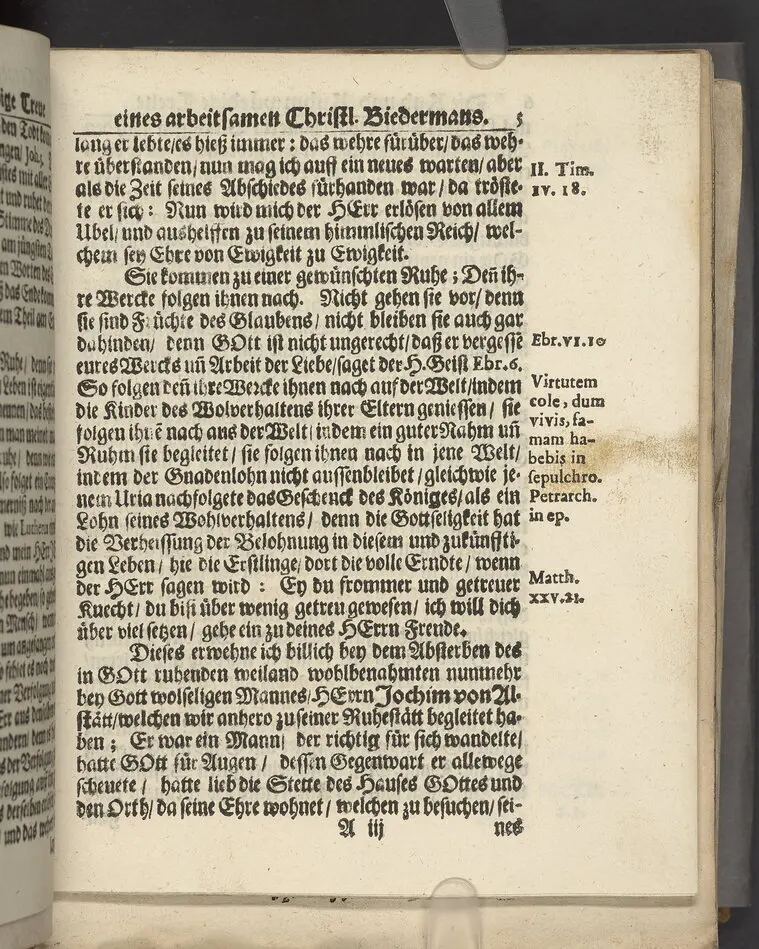 eines arbeitsamen Christl. Biedermans. 5
lang er lebte/es hieß immer: das wehre fürüber/das weh-
re überstanden/nun mag ich auff ein neues warten/aber
als die Zeit seines Abschiedes fürhanden war/da tröste-
te er sich: Nun wird mich der HErr erlösen von allem
Ubel/und aushelffen zu seinem himmlischen Reich/ wel-
chem sey Ehre von Ewigkeit zu Ewigkeit.
Sie kommen zu einer gewünschten Ruhe; Deñ ih-
re Wercke folgen ihnen nach. Nicht gehen sie vor/denn
sie sind Früchte des Glaubens/nicht bleiben sie auch gar
dahinden/ denn GOtt ist nicht ungerecht/daß er vergesse
eures Wercks uñ Arbeit der Liebe/saget der H.Geist Ebr.6.
So folgen deñ ihre Wercke ihnen nach auf der Welt/indem
die Kinder des Wolverhaltens ihrer Eltern geniessen/ sie
folgen ihnẽ nach aus der Welt/indem ein guter Nahm uñ
Ruhm sie begleitet/sie folgen ihnen nach in jene Welt/
indem der Gnadenlohn nicht aussenbleibet/gleichwie je-
nem Uria nachfolgete das Geschenck des Königes/als ein
Lohn seines Wohlverhaltens/ denn die Gottseligkeit hat
die Verheissung der Belohnung in diesem und zukünffti-
gen Leben/ hie die Erstlinge/dort die volle Erndte/wenn
der HErr sagen wird: Ey du frommer und getreuer
Knecht/du bist über wenig getreu gewesen/ich will dich
über viel setzen/ gehe ein zu deines HErrn Freude.
Dieses erwehne ich billich bey dem Absterben des
in GOtt ruhenden weiland wohlbenahmten nunmehr
bey Gott wolseligen Mannes/HErrn Jochim von Al-
stätt/welchen wir anhero zu seiner Ruhestätt begleitet ha-
ben; Er war ein Mann/ der richtig für sich wandelte/
hatte GOtt für Augen/ dessen Gegenwart er allewege
scheuete/ hatte lieb die Stette des Hauses GOttes und
den Orth/da seine Ehre wohnet/welchen zu besuchen/sei-
A iij nes
II. Tim.
IV. 18.
Ebr.VI.10
Virtutem
cole, dum
vivis, fa-
mam ha-
bebis in
sepulchro.
Petrarch.
in ep.
Matth.
XXV.21.